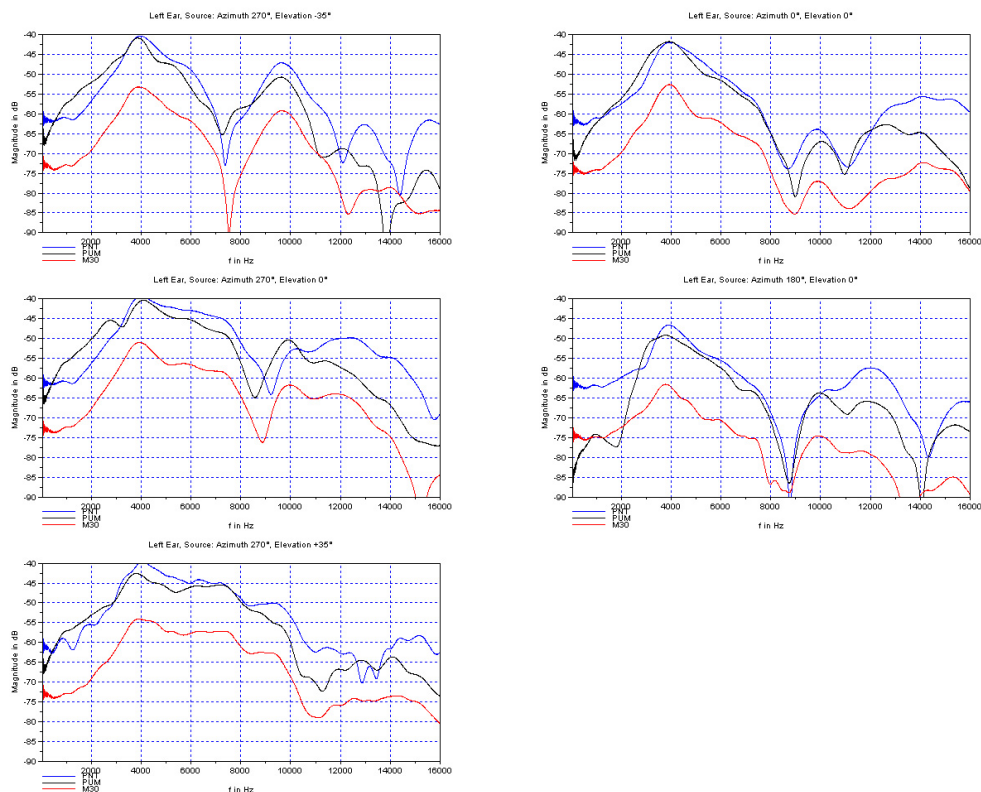 Left Ear, Source: Azimuth 270°, Elevation -35°
Magnitude in dB
-40
-45
-50
-55
-60
-65
-70
-75
-80
-85
-90
2000 4000 6000 8000 10000 12000 14000 16000
PNT
PUM
M30
f in Hz
Left Ear, Source: Azimuth 0°, Elevation 0°
Magnitude in dB
-40
-45
-50
-55
-60
-65
-70
-75
-80
-85
-90
2000 4000 6000 8000 10000 12000 14000 16000
PNT
PUM
M30
f in Hz
Left Ear, Source: Azimuth 270°, Elevation 0°
Magnitude in dB
-40
-45
-50
-55
-60
-65
-70
-75
-80
-85
-90
2000 4000 6000 8000 10000 12000 14000 16000
PNT
PUM
M30
f in Hz
Left Ear, Source: Azimuth 180°, Elevation 0°
Magnitude in dB
-40
-45
-50
-55
-60
-65
-70
-75
-80
-85
-90
2000 4000 6000 8000 10000 12000 14000 16000
PNT
PUM
M30
f in Hz
Left Ear, Source: Azimuth 270°, Elevation +35°
Magnitude in dB
-40
-45
-50
-55
-60
-65
-70
-75
-80
-85
-90
2000 4000 6000 8000 10000 12000 14000 16000
PNT
PUM
M30
f in Hz